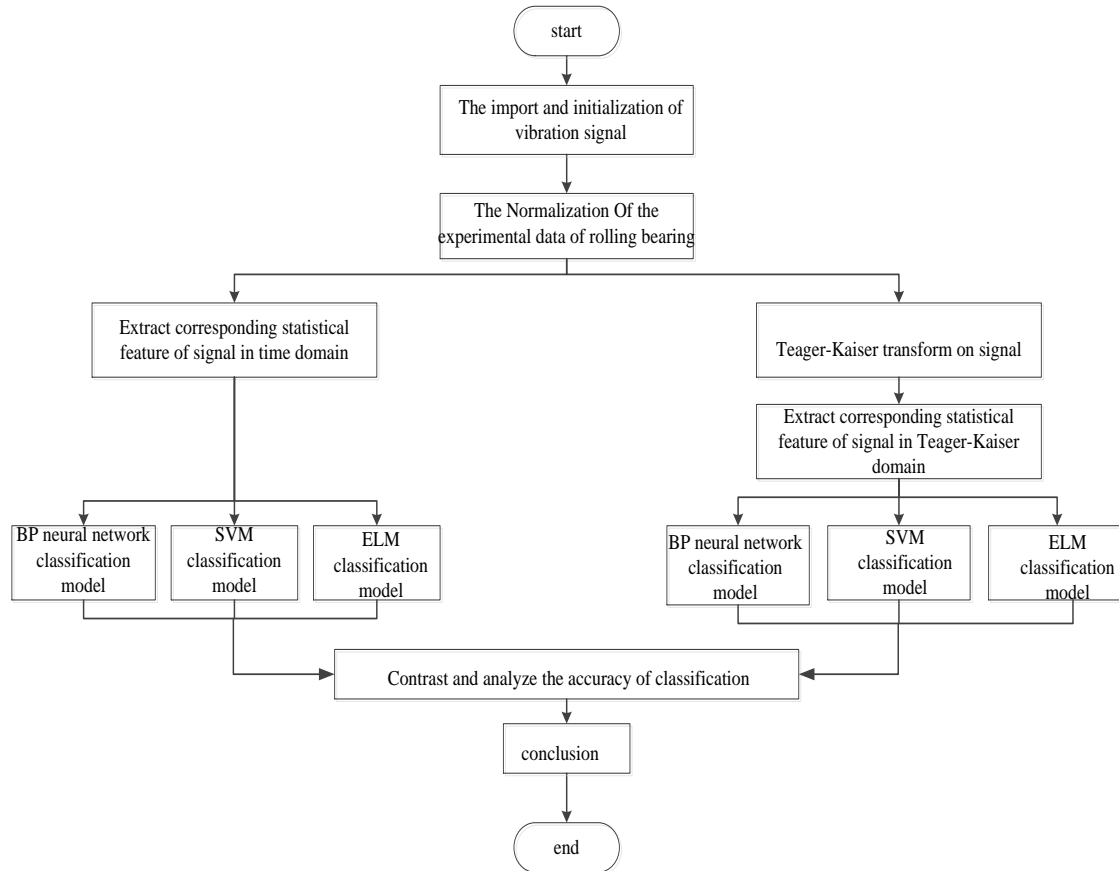 start
The import and initialization of
vibration signal
The Normalization Of the
experimental data of rolling bearing
Extract corresponding statistical
feature of signal in time domain
Teager-Kaiser transform on signal
Extract corresponding statistical
feature of signal in Teager-Kaiser
domain
BP neural network
classification
model
SVM
classification
model
ELM
classification
model
BP neural network
classification
model
SVM
classification
model
ELM
classification
model
Contrast and analyze the accuracy of classification
conclusion
end